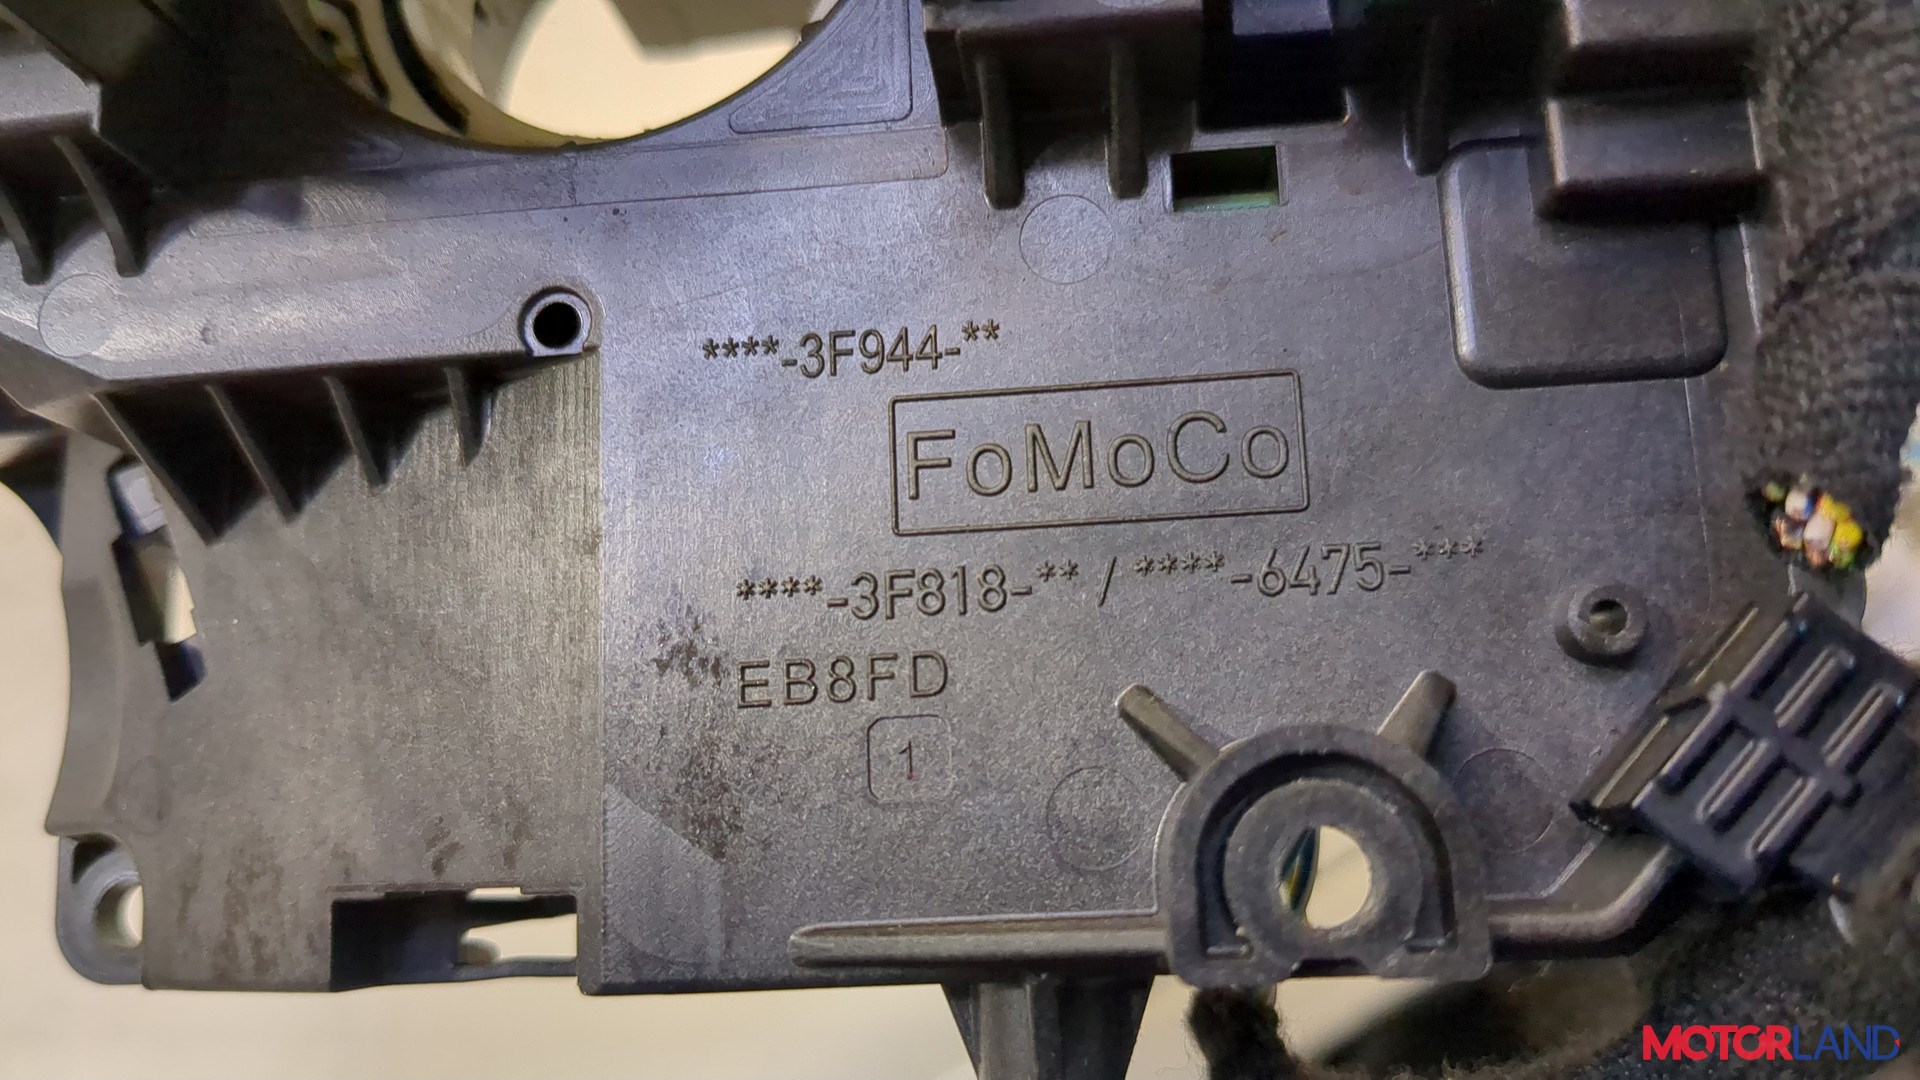 ****-3F944-**
FoMoCo
****-3F818-** / ****-6475-***
EB8FD
1
MOTORLAND